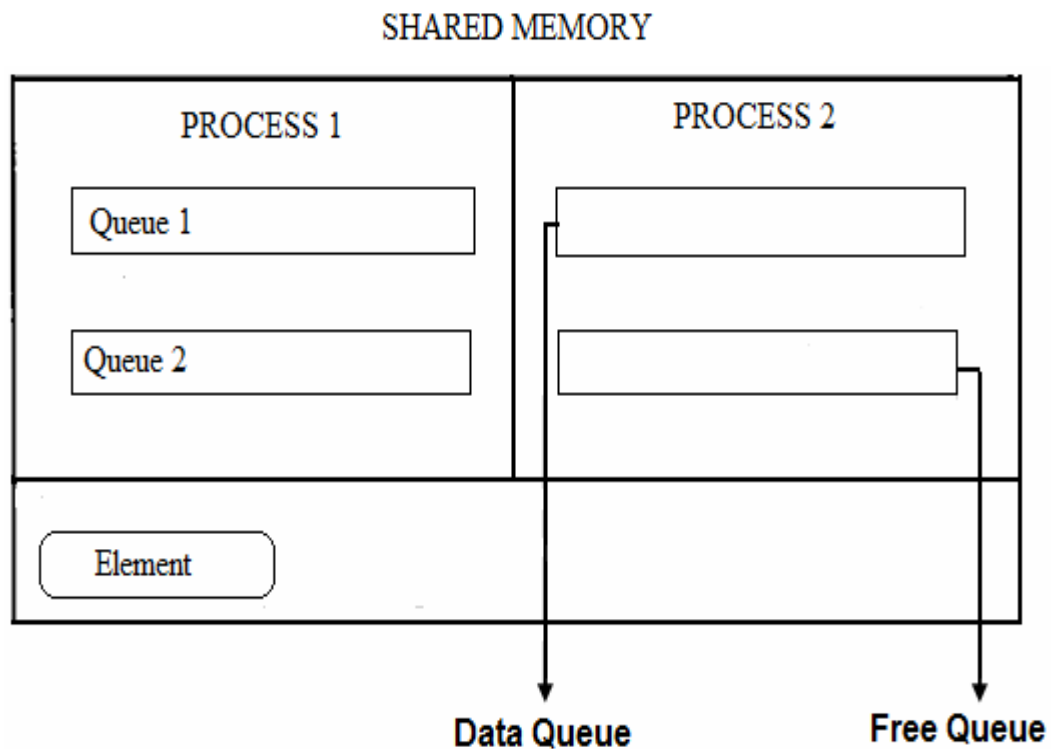 SHARED MEMORY
PROCESS 1
PROCESS 2
Queue 1
Queue 2
Element
Data Queue
Free Queue